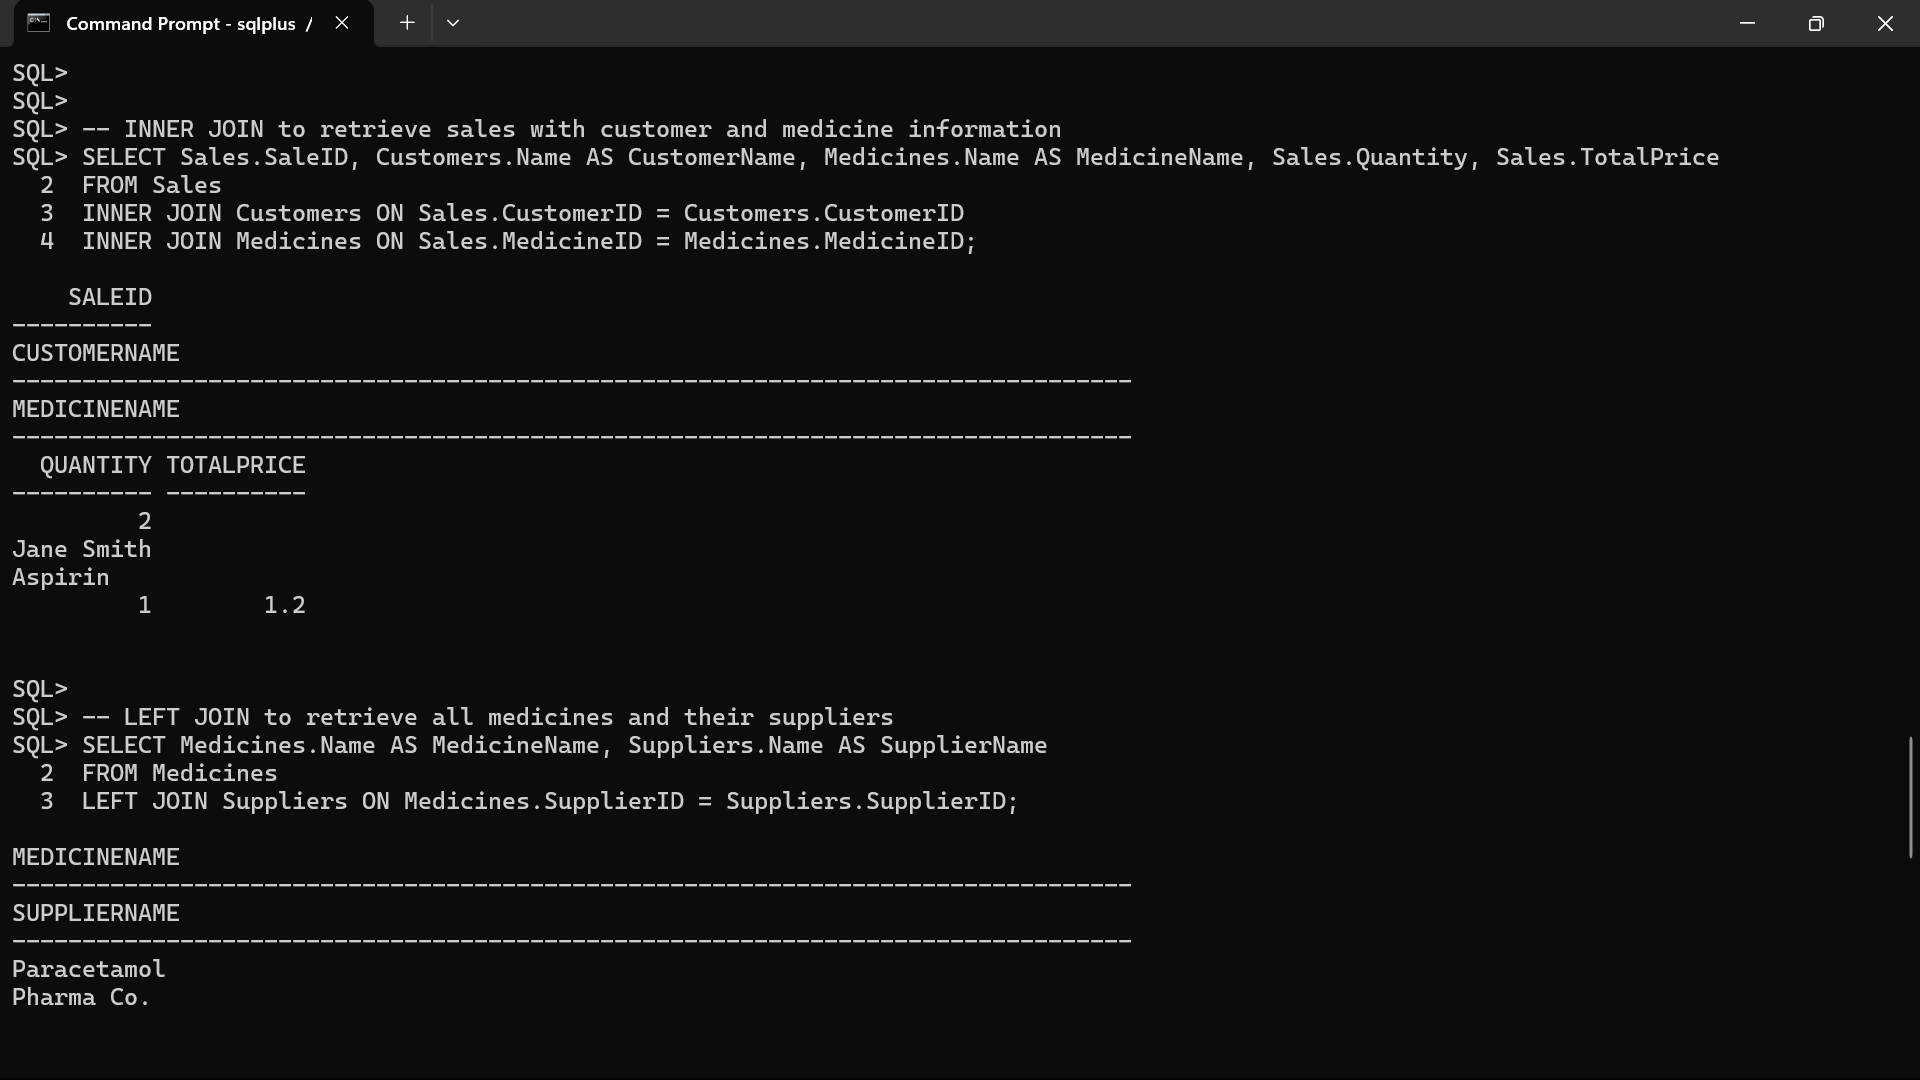 Command Prompt - sqlplus /
SQL>
SQL>
SQL> -- INNER JOIN to retrieve sales with customer and medicine information
SQL> SELECT Sales.SaleID, Customers.Name AS CustomerName, Medicines.Name AS MedicineName, Sales.Quantity, Sales.TotalPrice
  2  FROM Sales
  3  INNER JOIN Customers ON Sales.CustomerID = Customers.CustomerID
  4  INNER JOIN Medicines ON Sales.MedicineID = Medicines.MedicineID;

    SALEID
----------
CUSTOMERNAME
--------------------------------------------------------------------------------
MEDICINENAME
--------------------------------------------------------------------------------
  QUANTITY TOTALPRICE
---------- ----------
         2
Jane Smith
Aspirin
         1        1.2

SQL>
SQL> -- LEFT JOIN to retrieve all medicines and their suppliers
SQL> SELECT Medicines.Name AS MedicineName, Suppliers.Name AS SupplierName
  2  FROM Medicines
  3  LEFT JOIN Suppliers ON Medicines.SupplierID = Suppliers.SupplierID;

MEDICINENAME
--------------------------------------------------------------------------------
SUPPLIERNAME
--------------------------------------------------------------------------------
Paracetamol
Pharma Co.